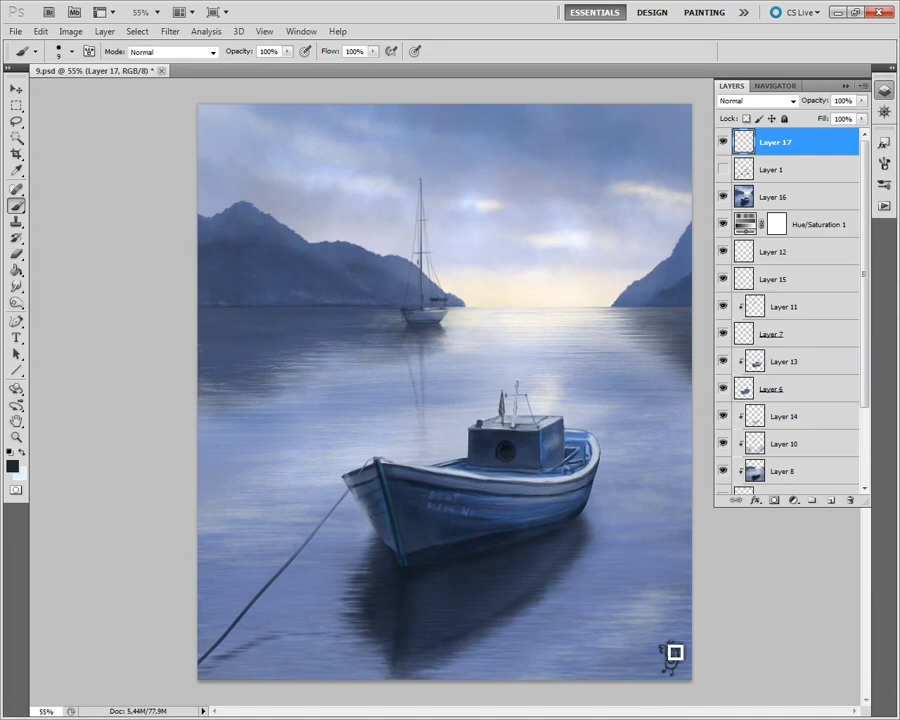 Ps Br Mb 55% ESSENTIALS DESIGN PAINTING CS Live
File Edit Image Layer Select Filter Analysis 3D View Window Help
9 Mode: Normal Opacity: 100% Flow: 100%
9.psd @ 55% (Layer 17, RGB/8) *
LAYERS NAVIGATOR
Normal Opacity: 100%
Lock: Fill: 100%
Layer 17
Layer 1
Layer 16
Hue/Saturation 1
Layer 12
Layer 15
Layer 11
Layer 7
Layer 13
Layer 6
Layer 14
Layer 10
Layer 8
55% Doc: 5,44M/77,9M